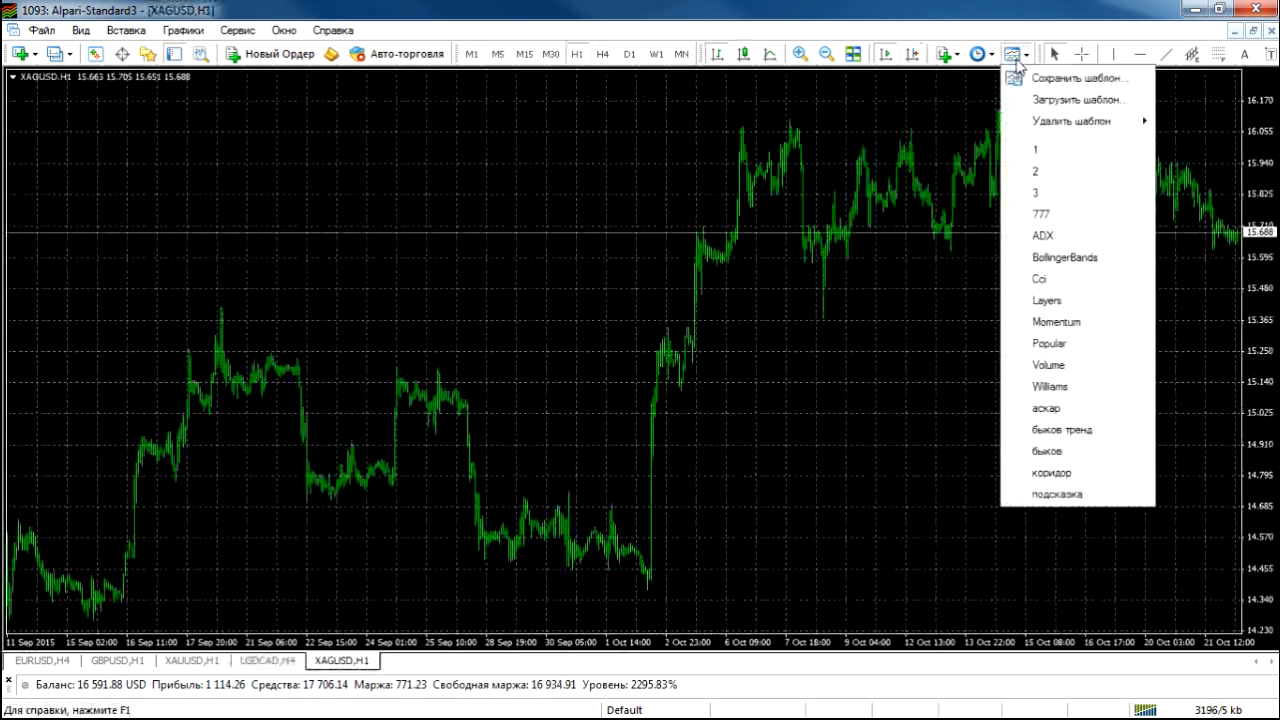 1093: Alpari-Standard3 - [XAGUSD,H1]
Файл Вид Вставка Графики Сервис Окно Справка
Новый Ордер Авто-торговля M1 M5 M15 M30 H1 H4 D1 W1 MN A T
XAGUSD,H1 15.663 15.705 15.651 15.688
Сохранить шаблон...
Загрузить шаблон...
Удалить шаблон
1
2
3
777
ADX
BollingerBands
Cci
Layers
Momentum
Popular
Volume
Williams
аскар
быков тренд
быков
коридор
подсказка
16.170
16.055
15.940
15.825
15.710
15.688
15.595
15.480
15.365
15.250
15.140
15.025
14.910
14.795
14.685
14.570
14.455
14.340
14.230
11 Sep 2015 15 Sep 02:00 16 Sep 11:00 17 Sep 20:00 21 Sep 06:00 22 Sep 15:00 24 Sep 01:00 25 Sep 10:00 28 Sep 19:00 30 Sep 05:00 1 Oct 14:00 2 Oct 23:00 6 Oct 09:00 7 Oct 18:00 9 Oct 04:00 12 Oct 13:00 13 Oct 22:00 15 Oct 08:00 16 Oct 17:00 20 Oct 03:00 21 Oct 12:00
EURUSD,H4 GBPUSD,H1 XAUUSD,H1 USDCAD,H4 XAGUSD,H1
Баланс: 16 591.88 USD Прибыль: 1 114.26 Средства: 17 706.14 Маржа: 771.23 Свободная маржа: 16 934.91 Уровень: 2295.83%
Для справки, нажмите F1 Default 3196/5 kb